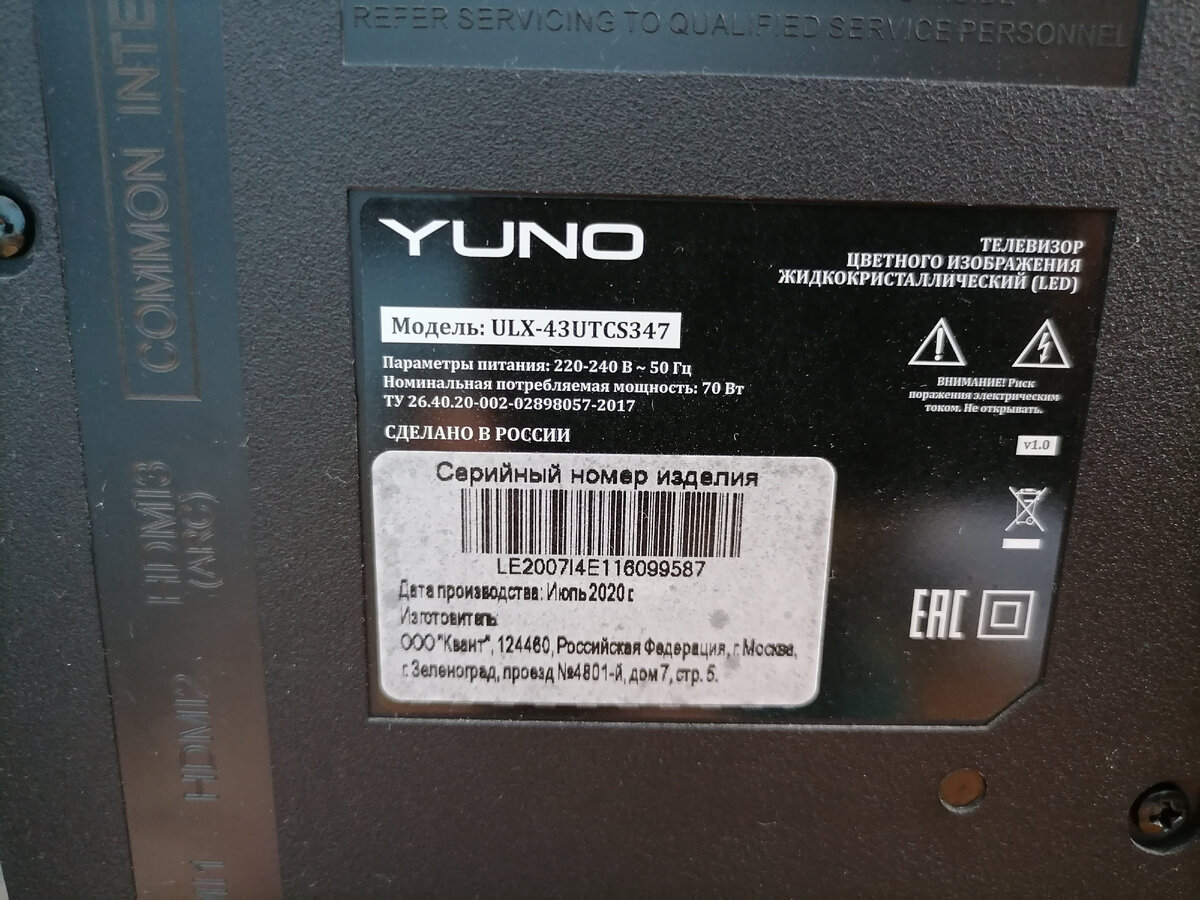 REFER SERVICING TO QUALIFIED SERVICE PERSONNEL
COMMON INTE
HDMI3
(ARC)
HDMI2
YUNO
ТЕЛЕВИЗОР
ЦВЕТНОГО ИЗОБРАЖЕНИЯ
ЖИДКОКРИСТАЛЛИЧЕСКИЙ (LED)
Модель: ULX-43UTCS347
Параметры питания: 220-240 В ~ 50 Гц
Номинальная потребляемая мощность: 70 Вт
ТУ 26.40.20-002-02898057-2017
СДЕЛАНО В РОССИИ
ВНИМАНИЕ! Риск
поражения электрическим
током. Не открывать.
v1.0
Серийный номер изделия
LE2007I4E116099587
Дата производства: Июль 2020 г.
Изготовитель:
ООО "Квант", 124460, Российская Федерация, г. Москва,
г. Зеленоград, проезд №4801-й, дом 7, стр. 5.
EAC